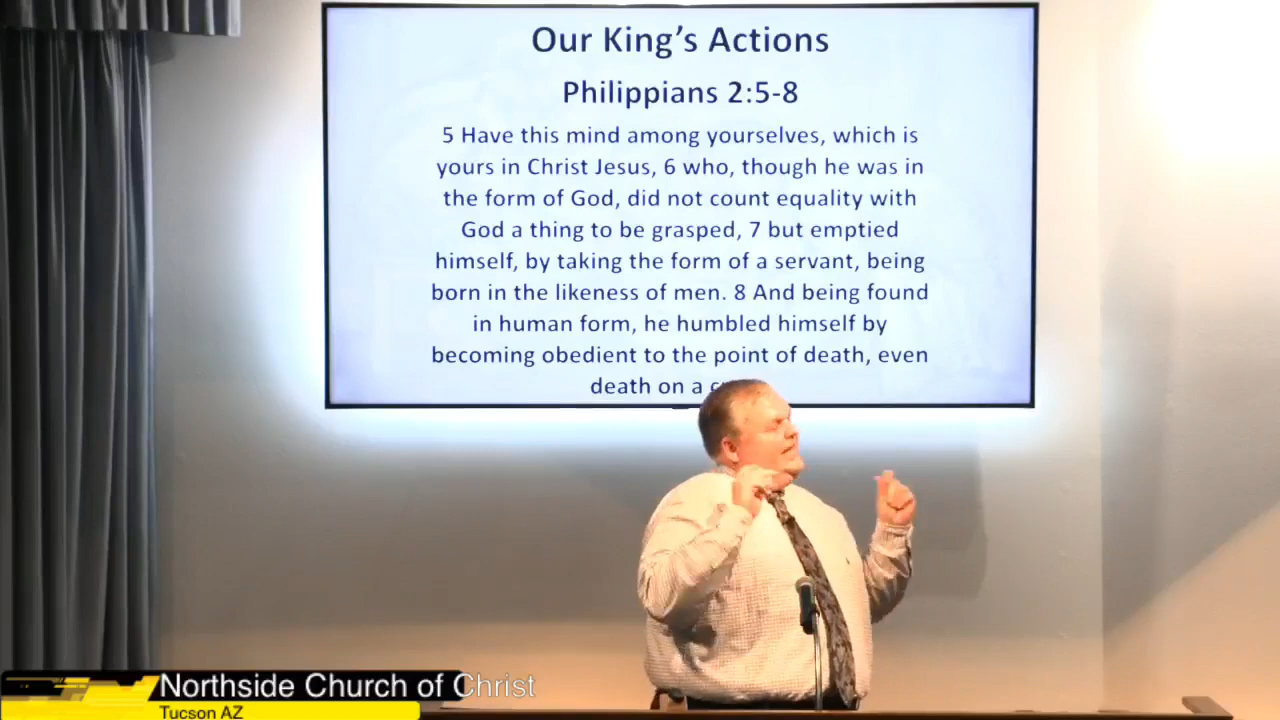 Our King's Actions
Philippians 2:5-8
5 Have this mind among yourselves, which is
yours in Christ Jesus, 6 who, though he was in
the form of God, did not count equality with
God a thing to be grasped, 7 but emptied
himself, by taking the form of a servant, being
born in the likeness of men. 8 And being found
in human form, he humbled himself by
becoming obedient to the point of death, even
death on a
Northside Church of Christ
Tucson AZ